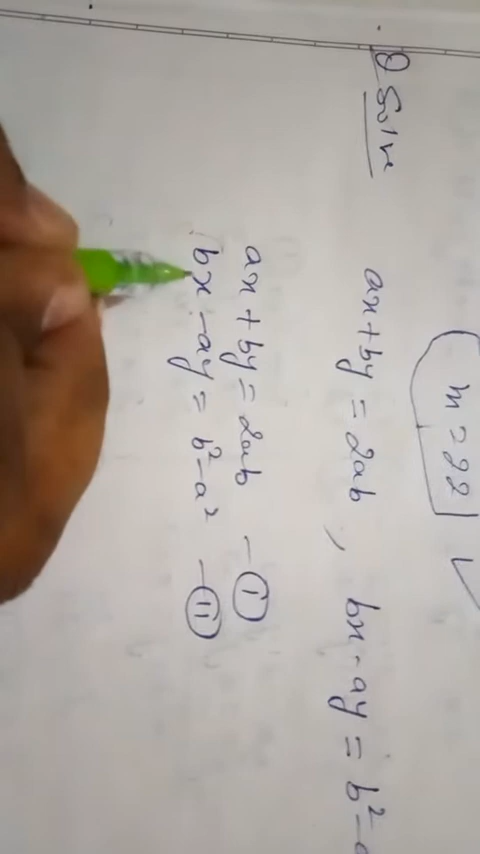 m = 22
Q Solve ax + by = 2ab , bx - ay = b² -
ax + by = 2ab - (I)
bx - ay = b² - a² - (II)